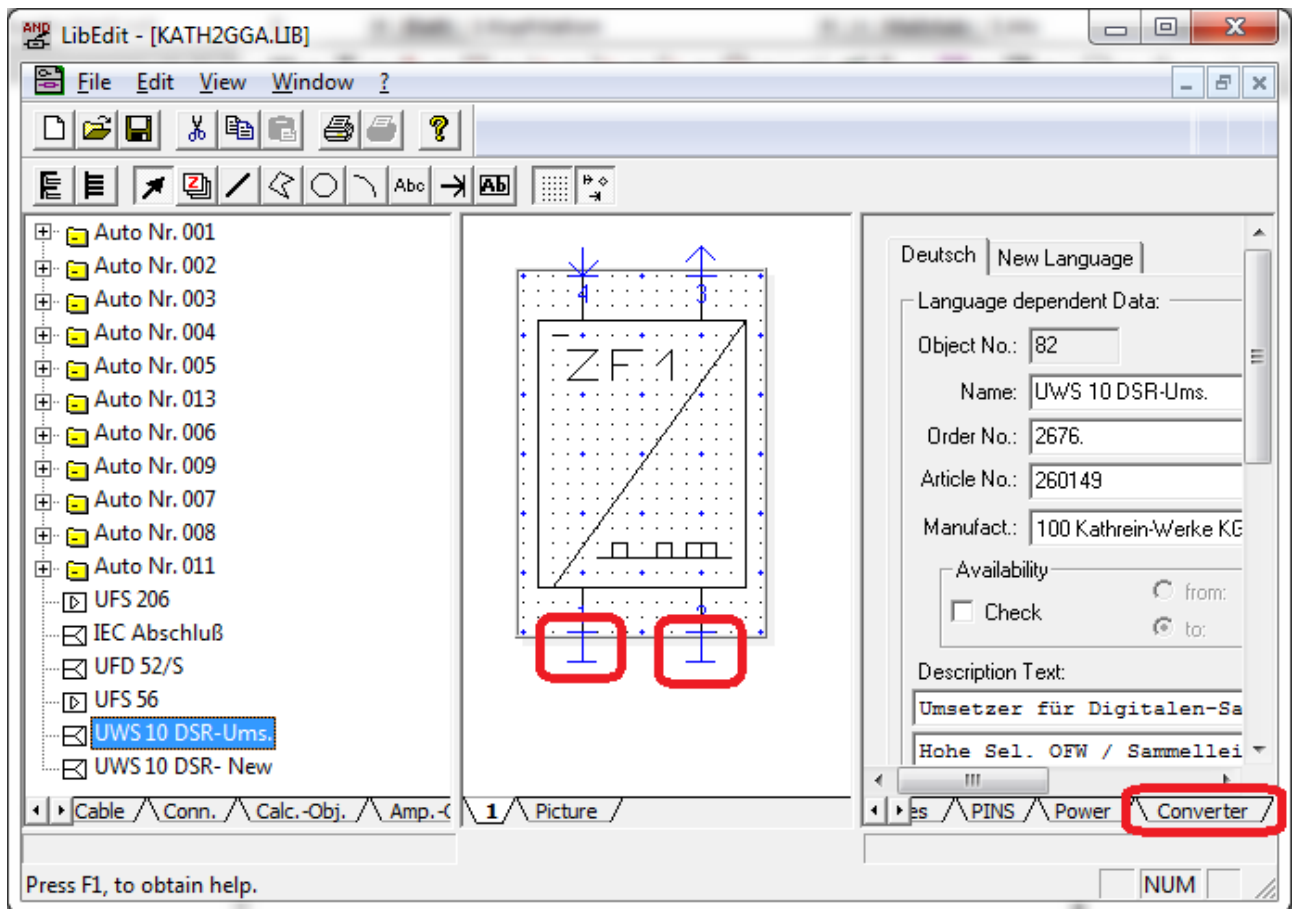 AND
LibEdit - [KATH2GGA.LIB]
File Edit View Window ?
Z Abc Ab
Auto Nr. 001
Auto Nr. 002
Auto Nr. 003
Auto Nr. 004
Auto Nr. 005
Auto Nr. 013
Auto Nr. 006
Auto Nr. 009
Auto Nr. 007
Auto Nr. 008
Auto Nr. 011
UFS 206
IEC Abschluß
UFD 52/S
UFS 56
UWS 10 DSR-Ums.
UWS 10 DSR- New
Cable Conn. Calc.-Obj. Amp.-
4 3
ZF1
1 2
1 Picture
Deutsch New Language
Language dependent Data:
Object No.: 82
Name: UWS 10 DSR-Ums.
Order No.: 2676.
Article No.: 260149
Manufact.: 100 Kathrein-Werke KG
Availability
Check
from:
to:
Description Text:
Umsetzer für Digitalen-Sa
Hohe Sel. OFW / Sammellei
es PINS Power Converter
Press F1, to obtain help.
NUM